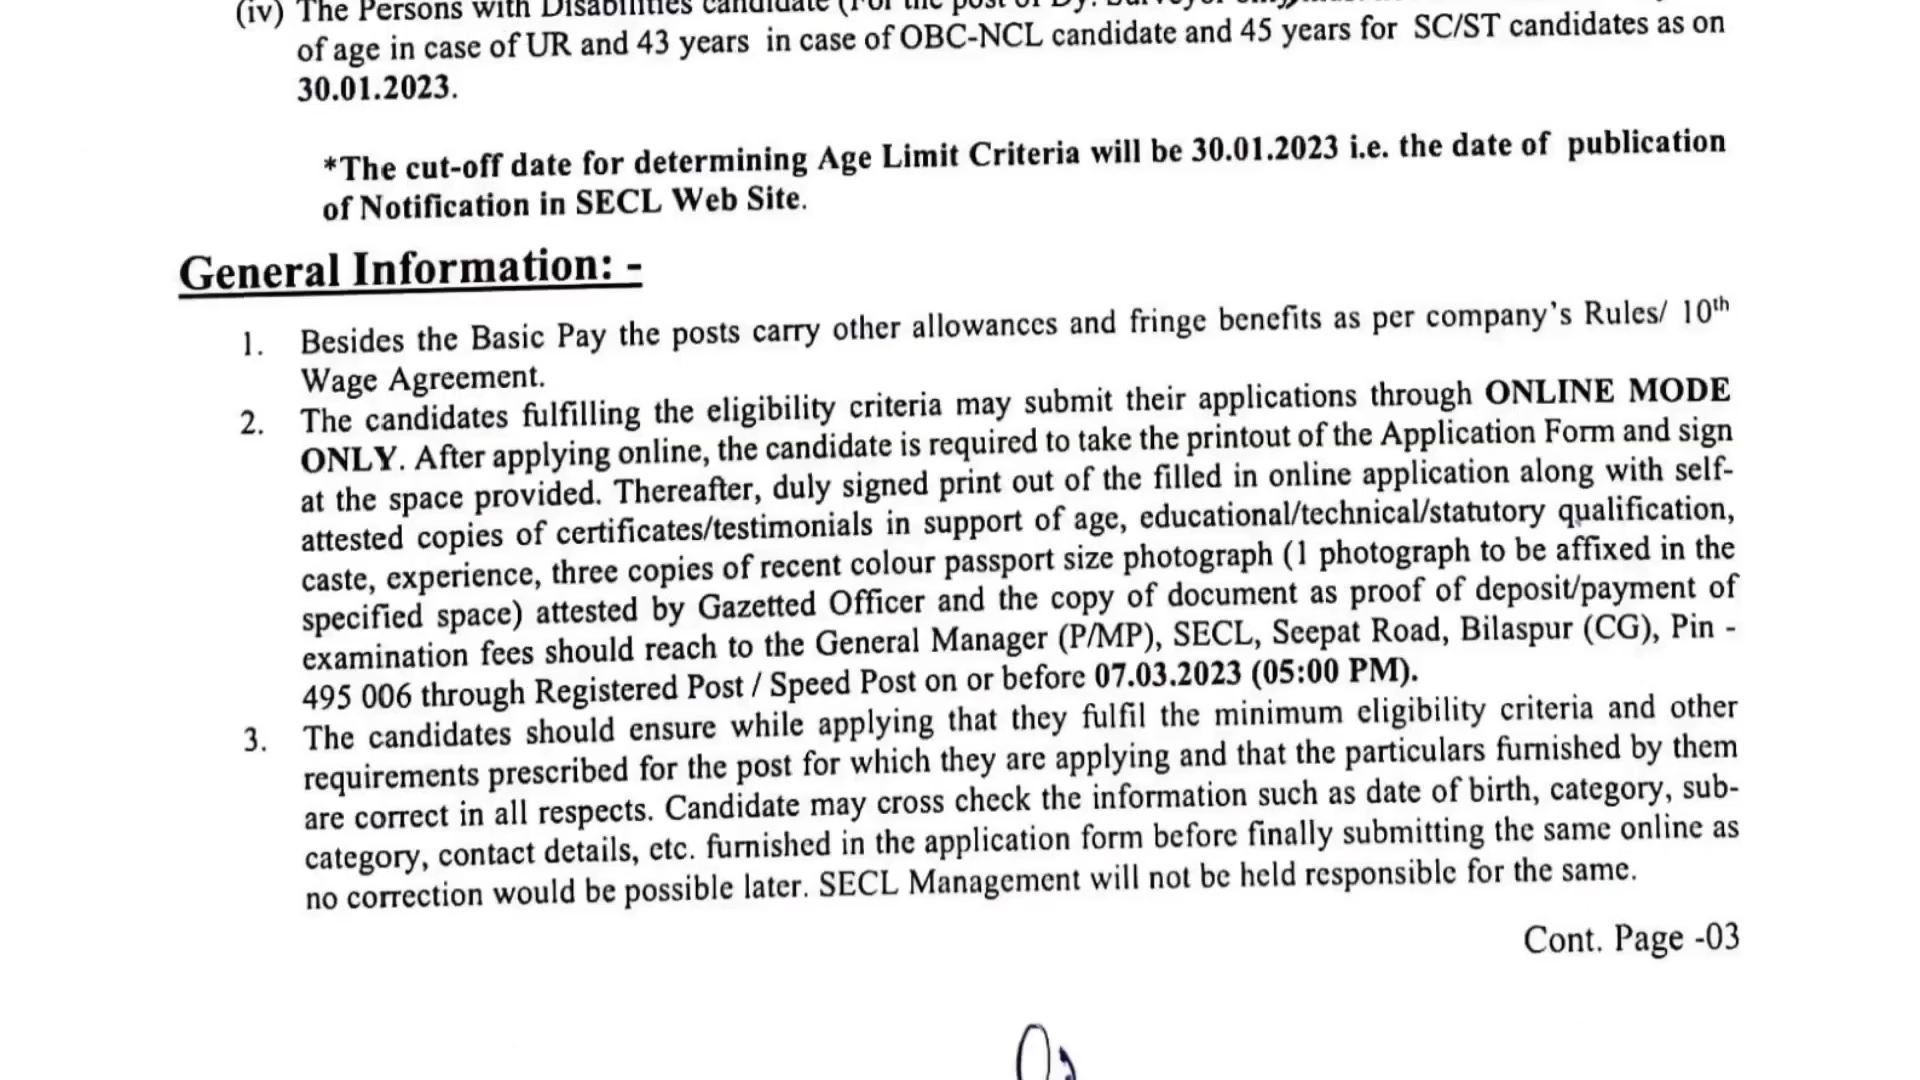 (iv) The Persons with Disabilities candidate (For the post of Dy. Surveyor
of age in case of UR and 43 years in case of OBC-NCL candidate and 45 years for SC/ST candidates as on
30.01.2023.
*The cut-off date for determining Age Limit Criteria will be 30.01.2023 i.e. the date of publication
of Notification in SECL Web Site.
General Information: -
1. Besides the Basic Pay the posts carry other allowances and fringe benefits as per company's Rules/ 10th
Wage Agreement.
2. The candidates fulfilling the eligibility criteria may submit their applications through ONLINE MODE
ONLY. After applying online, the candidate is required to take the printout of the Application Form and sign
at the space provided. Thereafter, duly signed print out of the filled in online application along with self-
attested copies of certificates/testimonials in support of age, educational/technical/statutory qualification,
caste, experience, three copies of recent colour passport size photograph (1 photograph to be affixed in the
specified space) attested by Gazetted Officer and the copy of document as proof of deposit/payment of
examination fees should reach to the General Manager (P/MP), SECL, Seepat Road, Bilaspur (CG), Pin -
495 006 through Registered Post / Speed Post on or before 07.03.2023 (05:00 PM).
3. The candidates should ensure while applying that they fulfil the minimum eligibility criteria and other
requirements prescribed for the post for which they are applying and that the particulars furnished by them
are correct in all respects. Candidate may cross check the information such as date of birth, category, sub-
category, contact details, etc. furnished in the application form before finally submitting the same online as
no correction would be possible later. SECL Management will not be held responsible for the same.
Cont. Page -03